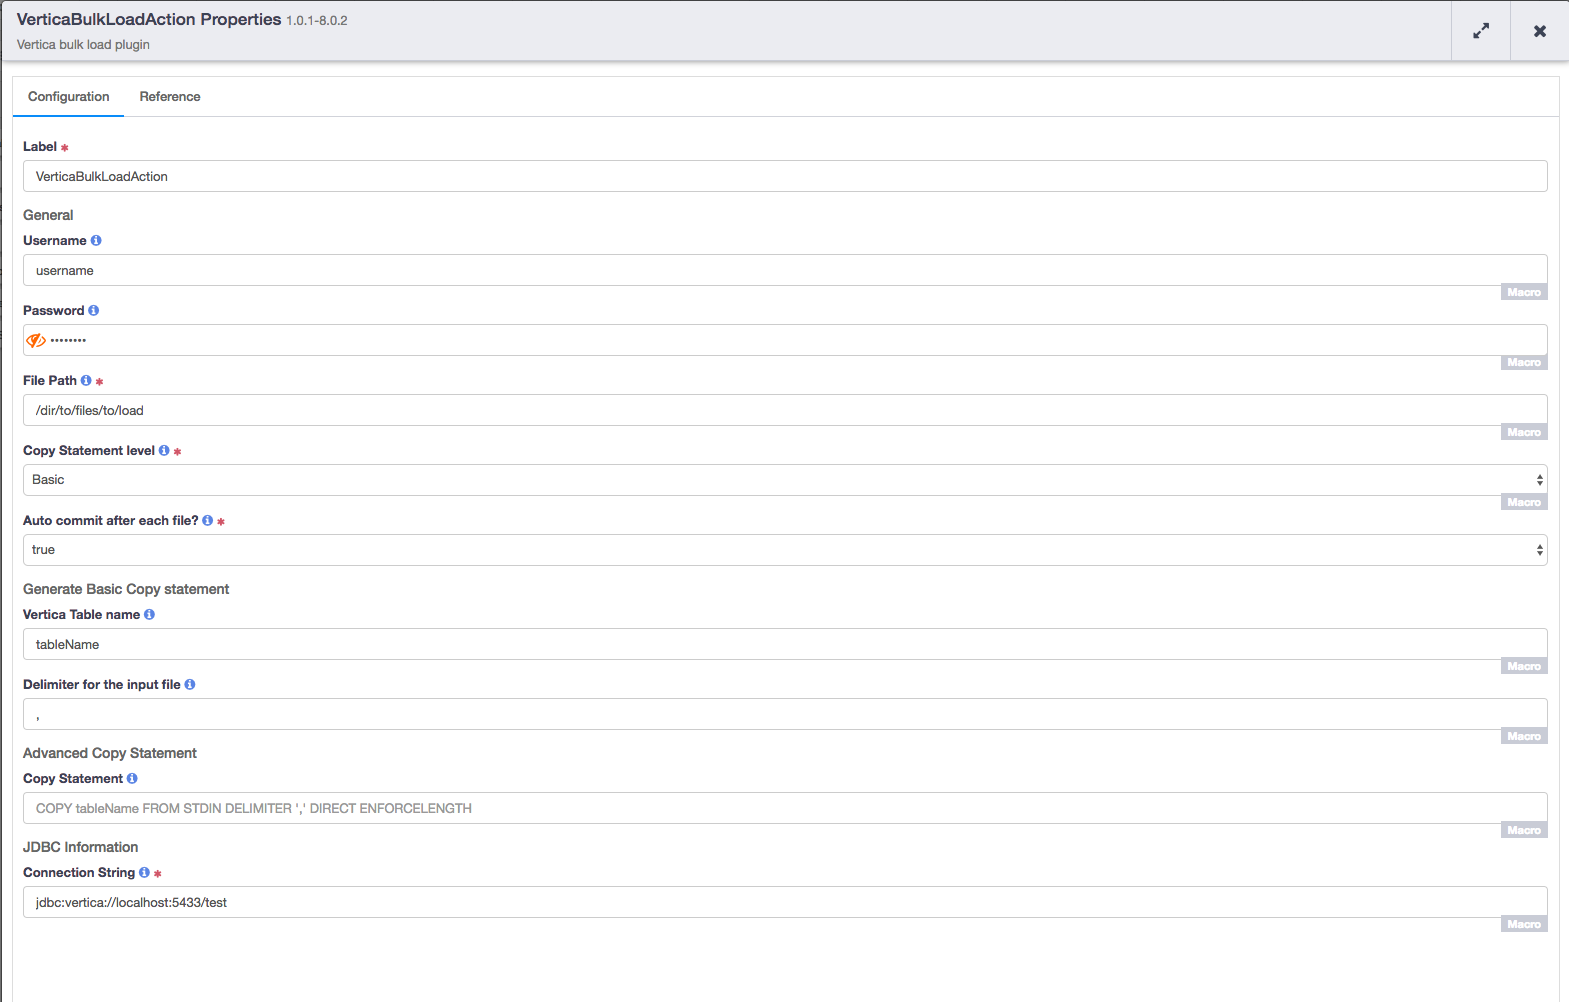 VerticaBulkLoadAction Properties 1.0.1-8.0.2
Vertica bulk load plugin
Configuration Reference
Label *
VerticaBulkLoadAction
General
Username
username
Macro
Password
••••••••
Macro
File Path *
/dir/to/files/to/load
Macro
Copy Statement level *
Basic
Macro
Auto commit after each file? *
true
Generate Basic Copy statement
Vertica Table name
tableName
Macro
Delimiter for the input file
,
Macro
Advanced Copy Statement
Copy Statement
COPY tableName FROM STDIN DELIMITER ',' DIRECT ENFORCELENGTH
Macro
JDBC Information
Connection String *
jdbc:vertica://localhost:5433/test
Macro